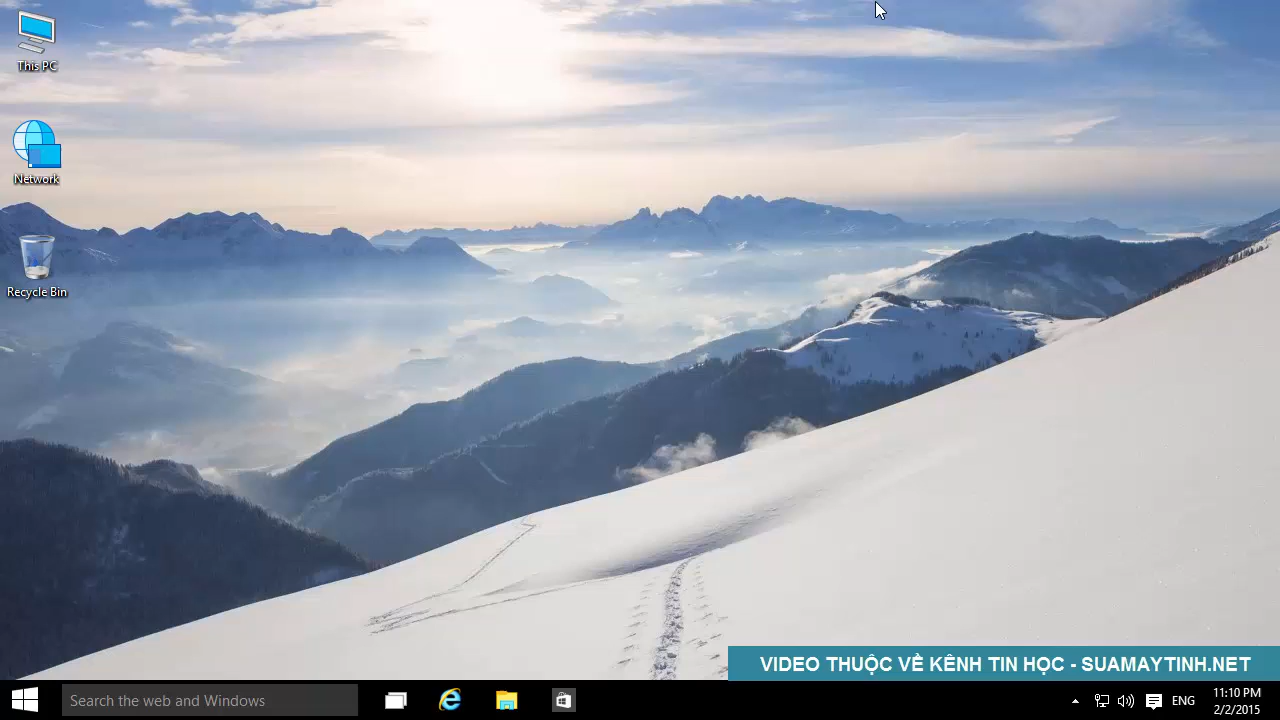 This PC
Network
Recycle Bin
VIDEO THUỘC VỀ KÊNH TIN HỌC - SUAMAYTINH.NET
Search the web and Windows
ENG
11:10 PM
2/2/2015